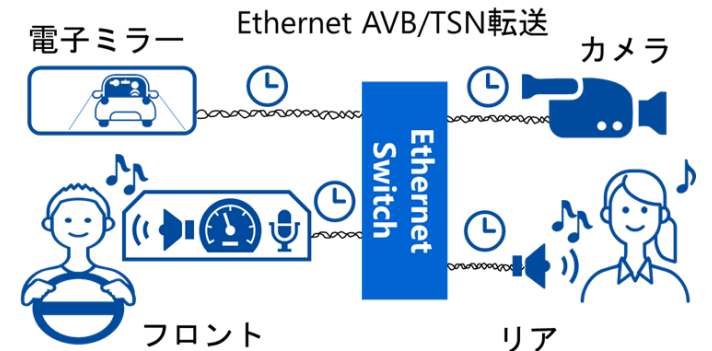 Ethernet AVB/TSN転送
電子ミラー
カメラ
Ethernet
Switch
フロント
リア